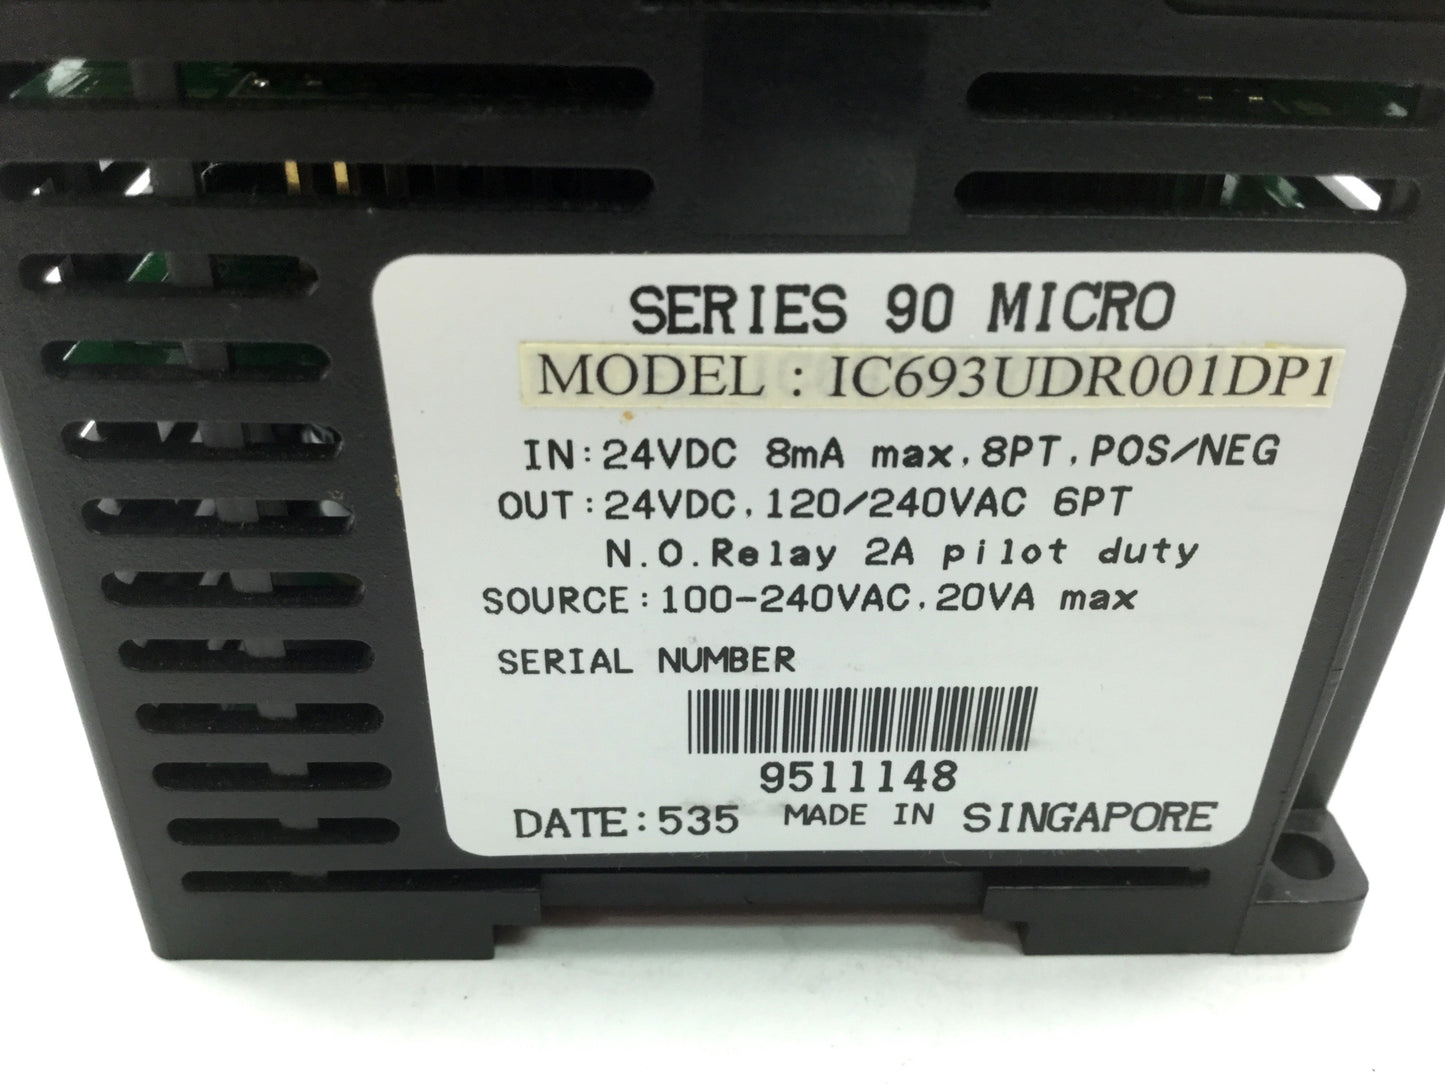 SERIES 90 MICRO
MODEL : IC693UDR001DP1
IN:24VDC 8mA max.8PT.POS/NEG
OUT:24VDC.120/240VAC 6PT
N.O.Relay 2A pilot duty
SOURCE:100-240VAC.20VA max
SERIAL NUMBER
9511148
DATE:535 MADE IN SINGAPORE